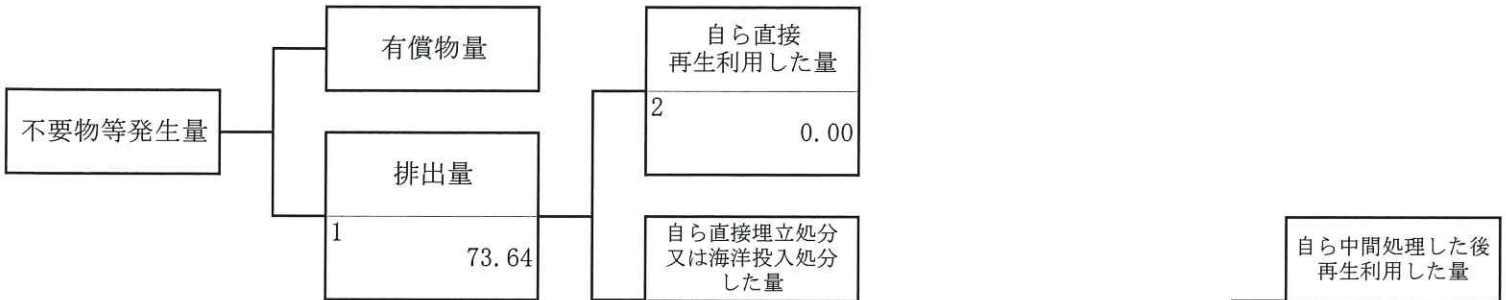 不要物等発生量
有償物量
排出量
1
73.64
自ら直接
再生利用した量
2
0.00
自ら直接埋立処分
又は海洋投入処分
した量
自ら中間処理した後
再生利用した量